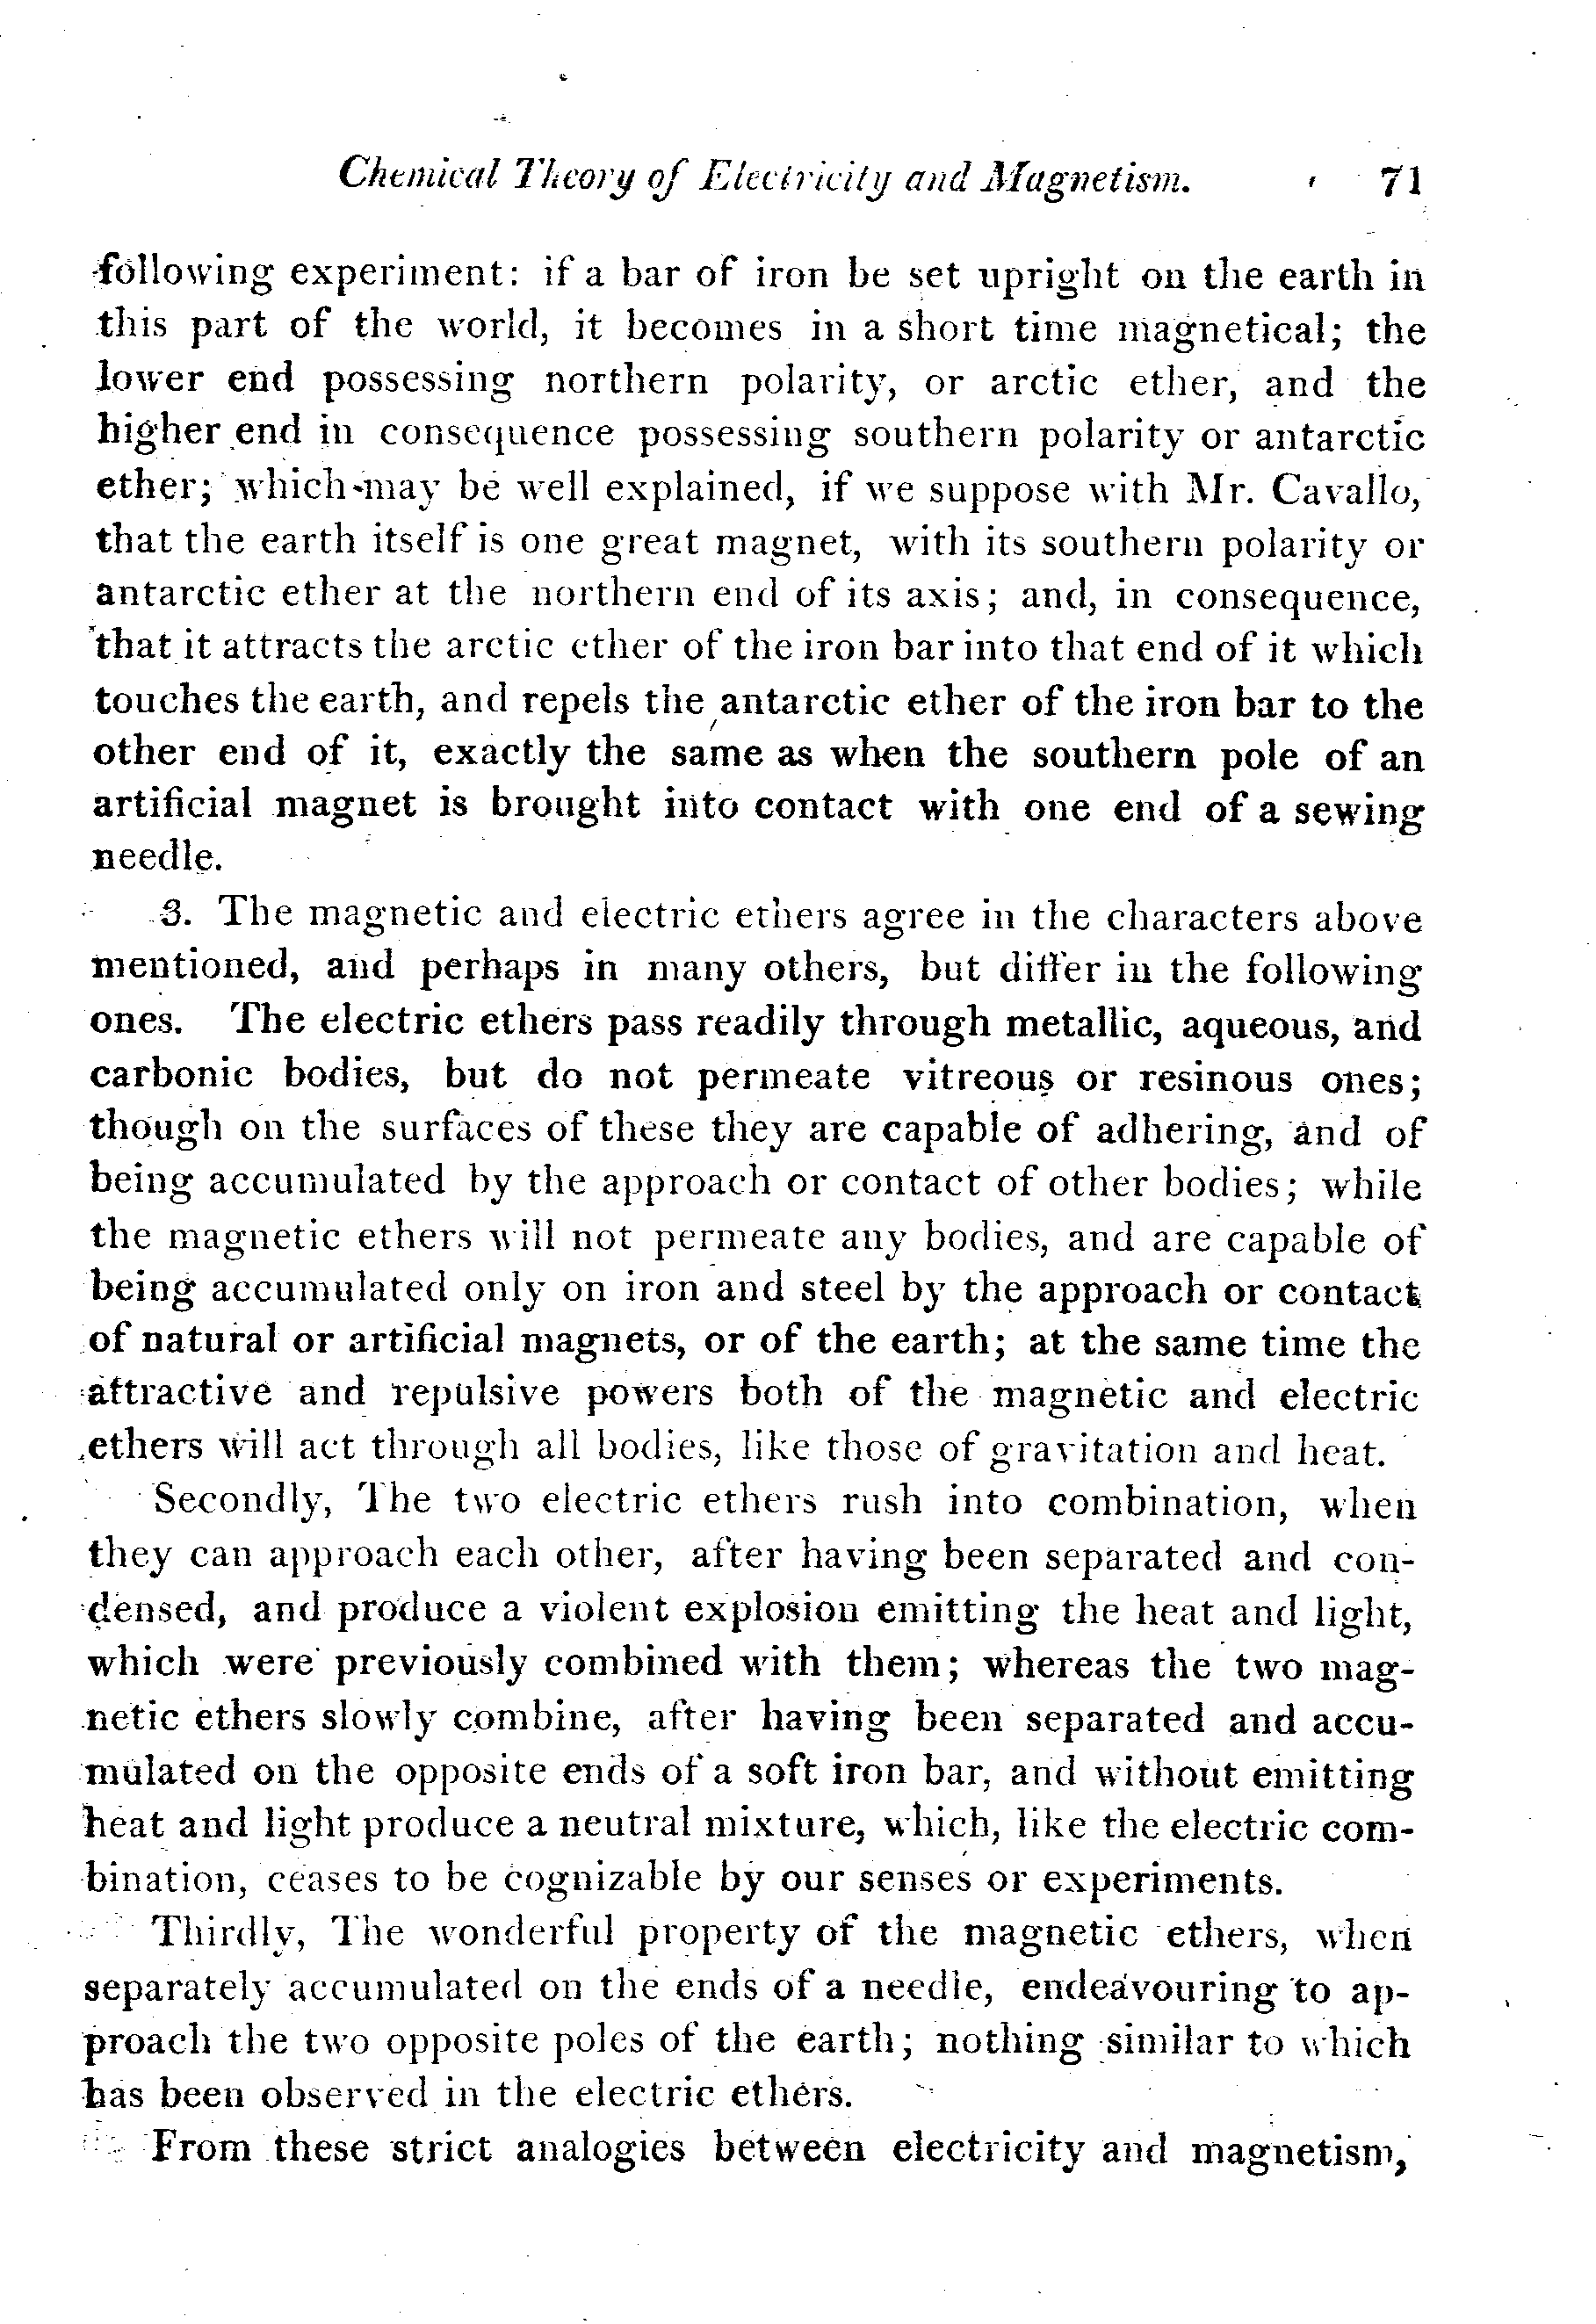 Chemical Theory of Electricity and Magnetism. 71
following experiment: if a bar of iron be set upright on the earth in
this part of the world, it becomes in a short time magnetical; the
lower end possessing northern polarity, or arctic ether, and the
higher end in consequence possessing southern polarity or antarctic
ether; which may be well explained, if we suppose with Mr. Cavallo,
that the earth itself is one great magnet, with its southern polarity or
antarctic ether at the northern end of its axis; and, in consequence,
that it attracts the arctic ether of the iron bar into that end of it which
touches the earth, and repels the antarctic ether of the iron bar to the
other end of it, exactly the same as when the southern pole of an
artificial magnet is brought into contact with one end of a sewing
needle.
3. The magnetic and electric ethers agree in the characters above
mentioned, and perhaps in many others, but differ in the following
ones. The electric ethers pass readily through metallic, aqueous, and
carbonic bodies, but do not permeate vitreous or resinous ones;
though on the surfaces of these they are capable of adhering, and of
being accumulated by the approach or contact of other bodies; while
the magnetic ethers will not permeate any bodies, and are capable of
being accumulated only on iron and steel by the approach or contact
of natural or artificial magnets, or of the earth; at the same time the
attractive and repulsive powers both of the magnetic and electric
ethers will act through all bodies, like those of gravitation and heat.
Secondly, The two electric ethers rush into combination, when
they can approach each other, after having been separated and con-
densed, and produce a violent explosion emitting the heat and light,
which were previously combined with them; whereas the two mag-
netic ethers slowly combine, after having been separated and accu-
mulated on the opposite ends of a soft iron bar, and without emitting
heat and light produce a neutral mixture, which, like the electric com-
bination, ceases to be cognizable by our senses or experiments.
Thirdly, The wonderful property of the magnetic ethers, when
separately accumulated on the ends of a needle, endeavouring to ap-
proach the two opposite poles of the earth; nothing similar to which
has been observed in the electric ethers.
From these strict analogies between electricity and magnetism,